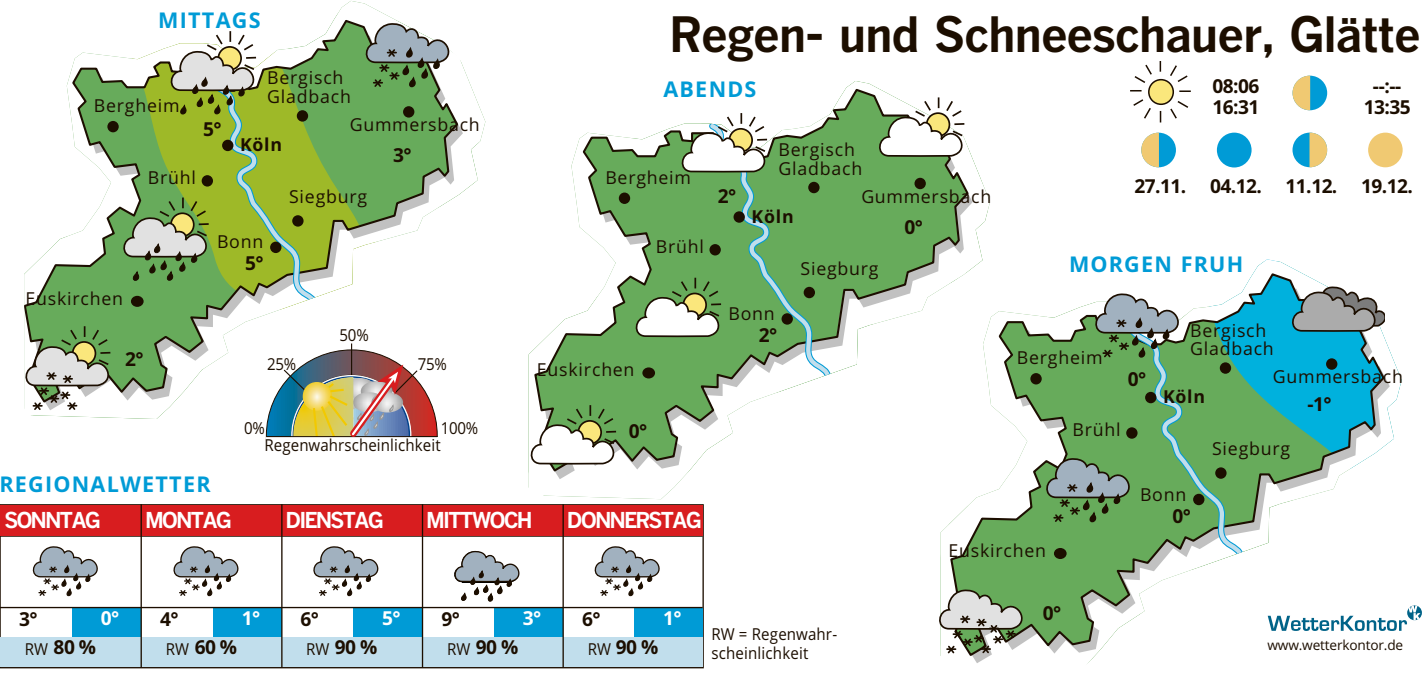 Regen- und Schneeschauer, Glätte
08:06
16:31
--:--
13:35
27.11.
04.12.
11.12.
19.12.
MITTAGS
Bergheim
Bergisch
Gladbach
Gummersbach
5°
Köln
3°
Brühl
Siegburg
Bonn
5°
Euskirchen
2°
ABENDS
Bergheim
Bergisch
Gladbach
Gummersbach
2°
Köln
0°
Brühl
Siegburg
Bonn
2°
Euskirchen
0°
MORGEN FRUH
Bergheim
Bergisch
Gladbach
Gummersbach
0°
Köln
-1°
Brühl
Siegburg
Bonn
0°
Euskirchen
0°
0%
25%
50%
75%
100%
Regenwahrscheinlichkeit
REGIONALWETTER
SONNTAG MONTAG DIENSTAG MITTWOCH DONNERSTAG
3° 0° 4° 1° 6° 5° 9° 3° 6° 1°
RW 80 % RW 60 % RW 90 % RW 90 % RW 90 %
RW = Regenwahr-
scheinlichkeit
WetterKontor
www.wetterkontor.de